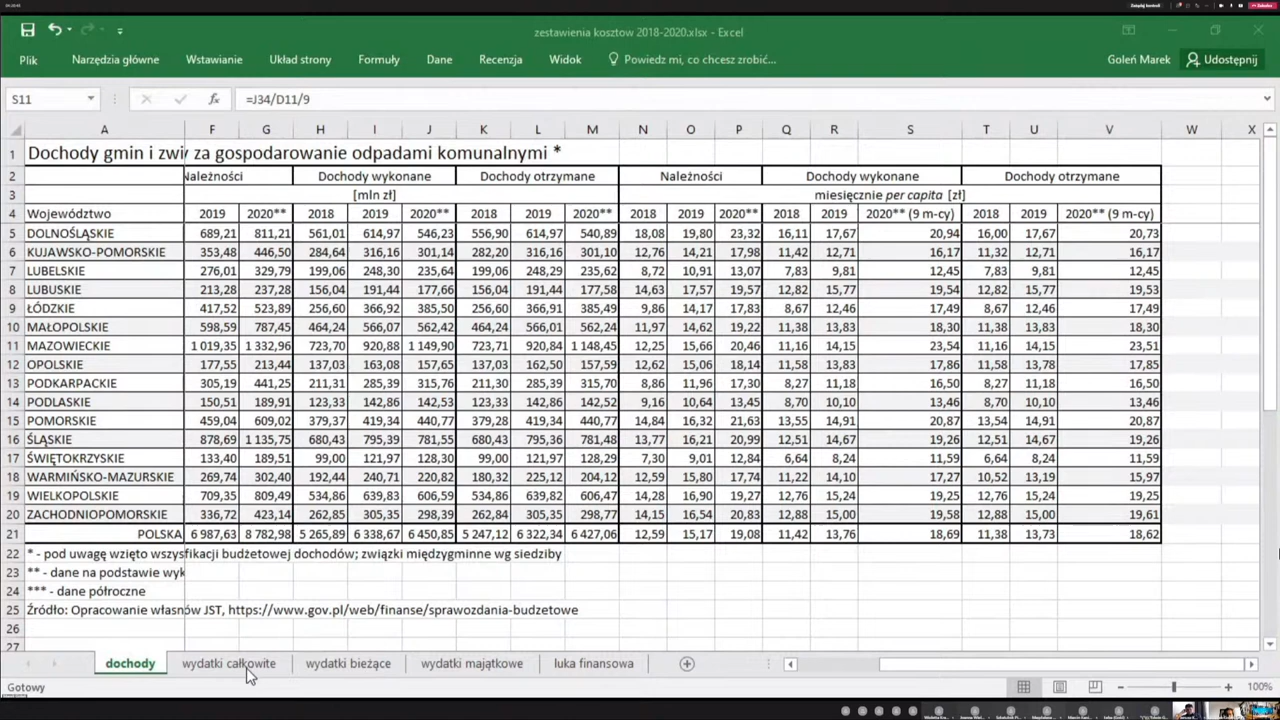 zestawienia kosztow 2018-2020.xlsx - Excel
Plik Narzędzia główne Wstawianie Układ strony Formuły Dane Recenzja Widok Powiedz mi, co chcesz zrobić... Goleń Marek Udostępnij
S11 fx =J34/D11/9
A F G H I J K L M N O P Q R S T U V W X
1 Dochody gmin i zwią za gospodarowanie odpadami komunalnymi *
2 Należności Dochody wykonane Dochody otrzymane Należności Dochody wykonane Dochody otrzymane
3 [mln zł] miesięcznie per capita [zł]
4 Województwo 2019 2020** 2018 2019 2020** 2018 2019 2020** 2018 2019 2020** 2018 2019 2020** (9 m-cy) 2018 2019 2020** (9 m-cy)
5 DOLNOŚLĄSKIE 689,21 811,21 561,01 614,97 546,23 556,90 614,97 540,89 18,08 19,80 23,32 16,11 17,67 20,94 16,00 17,67 20,73
6 KUJAWSKO-POMORSKIE 353,48 446,50 284,64 316,16 301,14 282,20 316,16 301,10 12,76 14,21 17,98 11,42 12,71 16,17 11,32 12,71 16,17
7 LUBELSKIE 276,01 329,79 199,06 248,30 235,64 199,06 248,29 235,62 8,72 10,91 13,07 7,83 9,81 12,45 7,83 9,81 12,45
8 LUBUSKIE 213,28 237,28 156,04 191,44 177,66 156,04 191,44 177,58 14,63 17,57 19,57 12,82 15,77 19,54 12,82 15,77 19,53
9 ŁÓDZKIE 417,52 523,89 256,60 366,91 385,50 256,60 366,91 385,49 9,86 14,17 17,83 8,67 12,46 17,49 8,67 12,46 17,49
10 MAŁOPOLSKIE 598,59 787,45 464,24 566,07 562,42 464,24 566,01 562,24 11,97 14,62 19,22 11,38 13,83 18,30 11,38 13,83 18,30
11 MAZOWIECKIE 1 019,35 1 332,96 723,70 920,88 1 149,90 723,71 920,84 1 148,45 12,25 15,66 20,46 11,16 14,15 23,54 11,16 14,15 23,51
12 OPOLSKIE 177,55 213,44 137,03 163,08 157,65 137,03 162,50 157,59 12,62 15,06 18,14 11,58 13,83 17,86 11,58 13,78 17,85
13 PODKARPACKIE 305,19 441,25 211,31 285,39 315,76 211,30 285,39 315,70 8,86 11,96 17,30 8,27 11,18 16,50 8,27 11,18 16,50
14 PODLASKIE 150,51 189,91 123,33 142,86 142,53 123,33 142,86 142,52 9,16 10,64 13,45 8,70 10,10 13,46 8,70 10,10 13,46
15 POMORSKIE 459,04 609,02 379,37 419,34 440,77 379,37 419,34 440,77 14,84 16,32 21,63 13,55 14,91 20,87 13,54 14,91 20,87
16 ŚLĄSKIE 878,69 1 135,75 680,43 795,39 781,55 680,43 795,36 781,48 13,77 16,21 20,99 12,51 14,67 19,26 12,51 14,67 19,26
17 ŚWIĘTOKRZYSKIE 133,40 189,51 99,00 121,97 128,30 99,00 121,97 128,29 7,30 9,01 12,84 6,64 8,24 11,59 6,64 8,24 11,59
18 WARMIŃSKO-MAZURSKIE 269,74 302,40 192,44 240,71 220,82 180,32 225,17 204,12 12,59 15,80 17,74 11,22 14,10 17,27 10,52 13,19 15,97
19 WIELKOPOLSKIE 709,35 809,49 534,86 639,83 606,59 534,86 639,82 606,47 14,28 16,90 19,27 12,76 15,24 19,25 12,76 15,24 19,25
20 ZACHODNIOPOMORSKIE 336,72 423,14 262,85 305,35 298,39 262,84 305,35 298,77 14,15 16,54 20,83 12,88 15,00 19,58 12,88 15,00 19,61
21 POLSKA 6 987,63 8 782,98 5 265,89 6 338,67 6 450,85 5 247,12 6 322,34 6 427,06 12,59 15,17 19,08 11,42 13,76 18,69 11,38 13,73 18,62
22 * - pod uwagę wzięto wszysyfikacji budżetowej dochodów; związki międzygminne wg siedziby
23 ** - dane na podstawie wyk
24 *** - dane półroczne
25 Źródło: Opracowanie własnów JST, https://www.gov.pl/web/finanse/sprawozdania-budzetowe
26
27
dochody wydatki całkowite wydatki bieżące wydatki majątkowe luka finansowa
Gotowy 100%